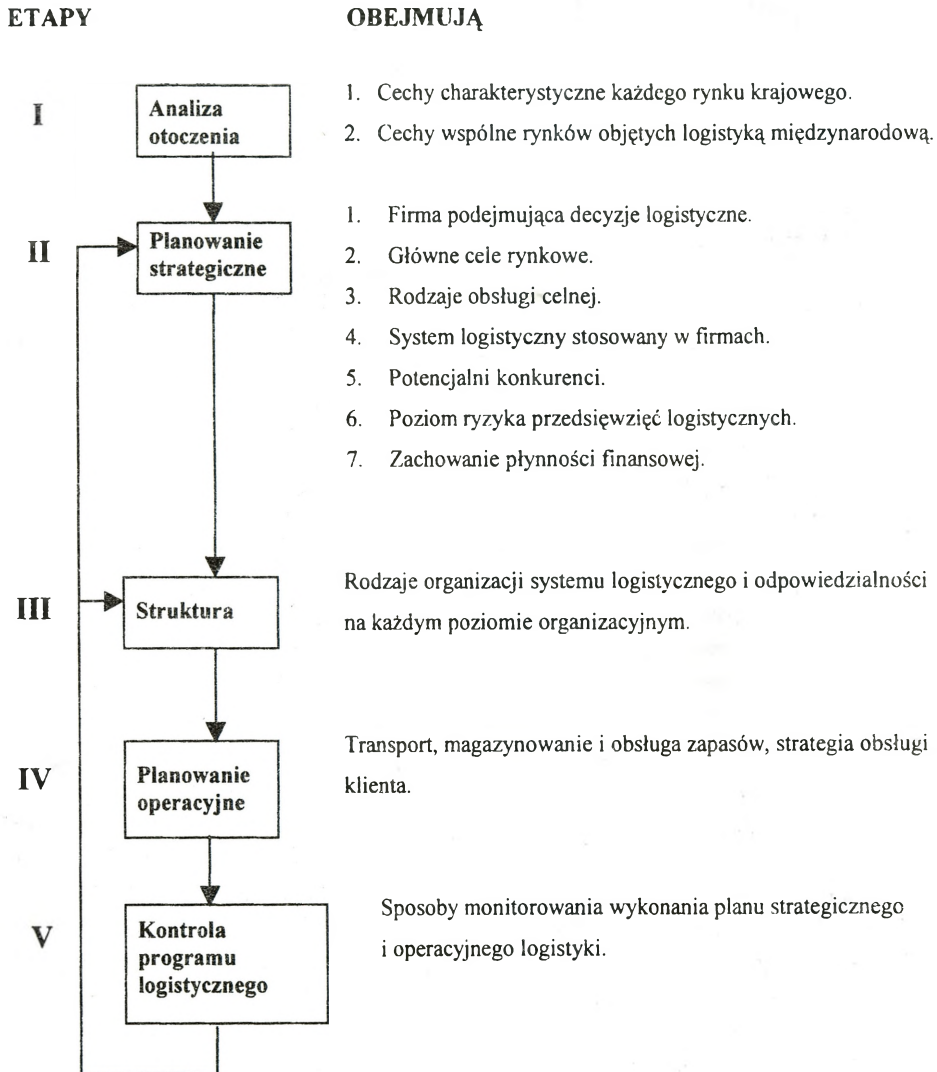 ETAPY OBEJMUJĄ
I
Analiza
otoczenia
1. Cechy charakterystyczne każdego rynku krajowego.
2. Cechy wspólne rynków objętych logistyką międzynarodową.
II
Planowanie
strategiczne
1. Firma podejmująca decyzje logistyczne.
2. Główne cele rynkowe.
3. Rodzaje obsługi celnej.
4. System logistyczny stosowany w firmach.
5. Potencjalni konkurenci.
6. Poziom ryzyka przedsięwzięć logistycznych.
7. Zachowanie płynności finansowej.
III
Struktura
Rodzaje organizacji systemu logistycznego i odpowiedzialności
na każdym poziomie organizacyjnym.
IV
Planowanie
operacyjne
Transport, magazynowanie i obsługa zapasów, strategia obsługi
klienta.
V
Kontrola
programu
logistycznego
Sposoby monitorowania wykonania planu strategicznego
i operacyjnego logistyki.